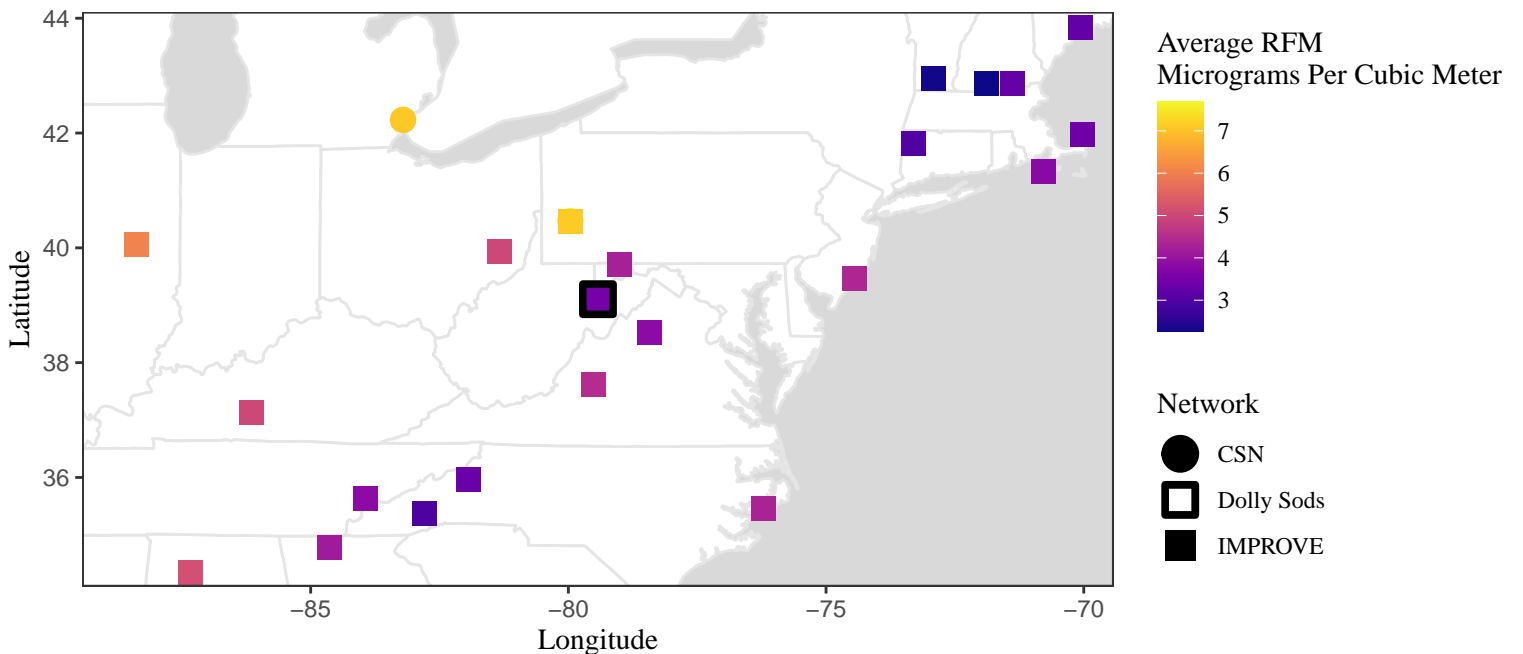 44
42
40
38
36
Latitude
−85
−80
−75
−70
Longitude
Average RFM
Micrograms Per Cubic Meter
7
6
5
4
3
Network
CSN
Dolly Sods
IMPROVE